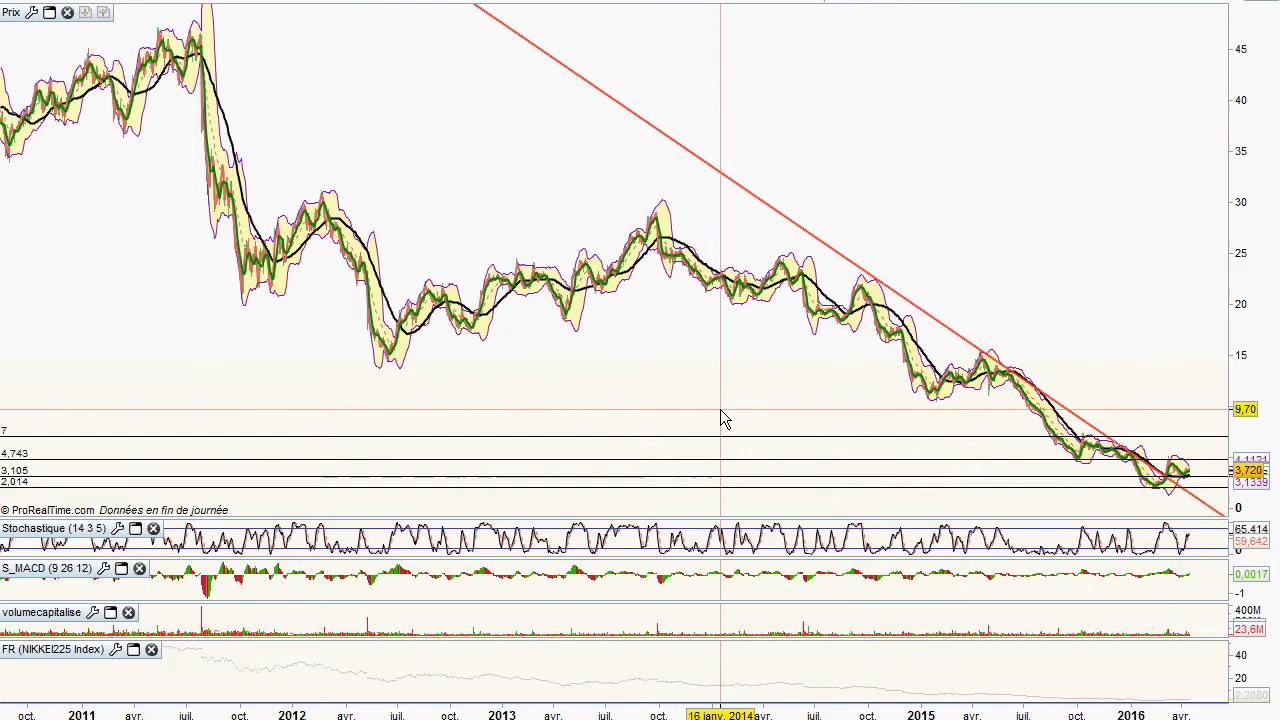 Prix
45
40
35
30
25
20
15
9,70
7
4,743
3,105
2,014
3,720
3,1339
0
© ProRealTime.com Données en fin de journée
Stochastique (14 3 5)
65,414
59,642
S_MACD (9 26 12)
0,0017
-1
volumecapitalise
400M
23,6M
FR (NIKKEI225 Index)
40
20
2,2080
oct. 2011 avr. juil. oct. 2012 avr. juil. oct. 2013 avr. juil. oct. 16 janv. 2014 avr. juil. oct. 2015 avr. juil. oct. 2016 avr.